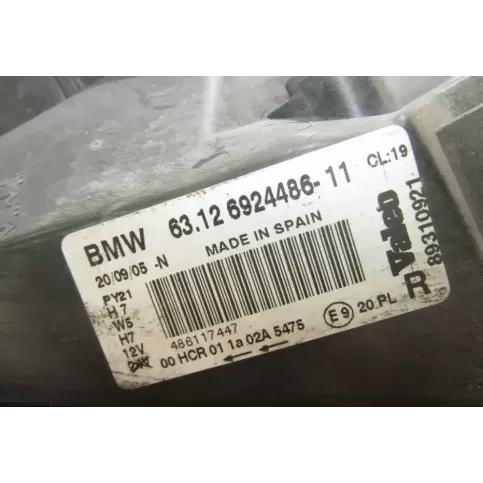 BMW 63.12 6924486-11 CL:19
MADE IN SPAIN
20/09/05 -N
PY21
H7
W5
H7
12V
24V
486117447
00 HCR 01 1a 02A 5475
E9 20.PL
R Valeo
89310921